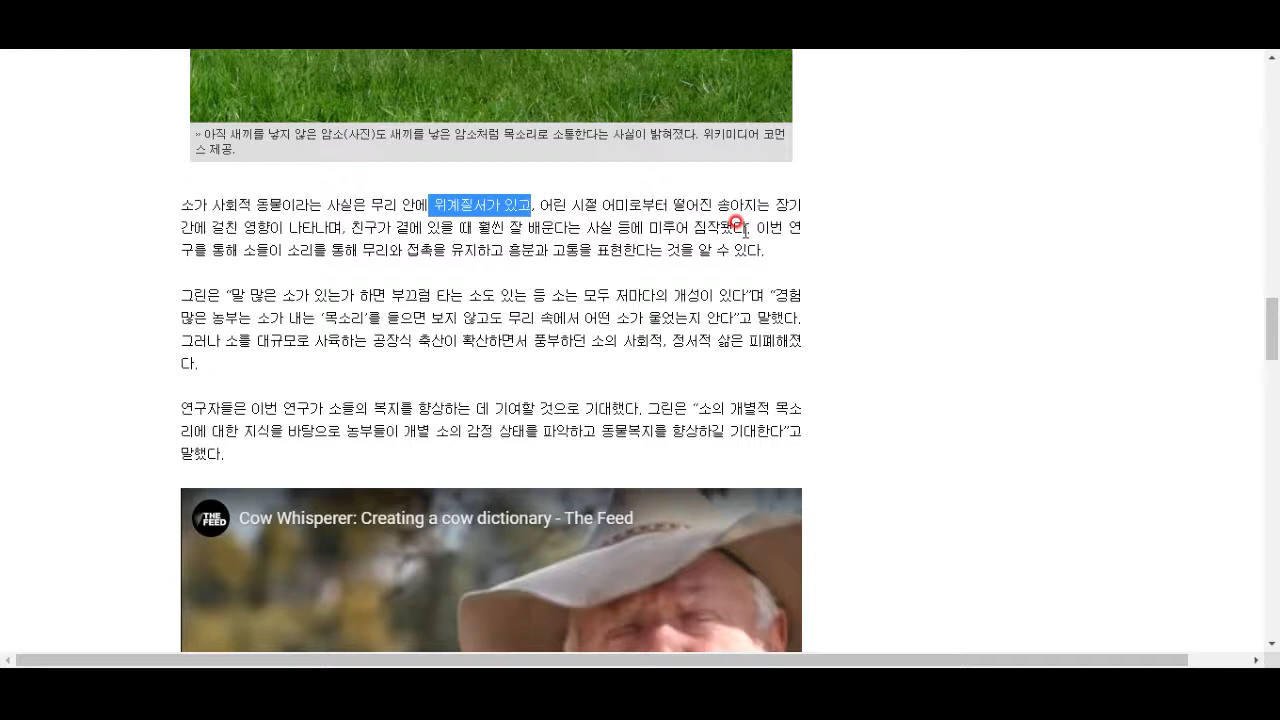 » 아직 새끼를 낳지 않은 암소(사진)도 새끼를 낳은 암소처럼 목소리로 소통한다는 사실이 밝혀졌다. 위키미디어 코먼
스 제공.
소가 사회적 동물이라는 사실은 무리 안에 위계질서가 있고, 어린 시절 어미로부터 떨어진 송아지는 장기
간에 걸친 영향이 나타나며, 친구가 곁에 있을 때 훨씬 잘 배운다는 사실 등에 미루어 짐작됐다. 이번 연
구를 통해 소들이 소리를 통해 무리와 접촉을 유지하고 흥분과 고통을 표현한다는 것을 알 수 있다.
그린은 “말 많은 소가 있는가 하면 부끄럼 타는 소도 있는 등 소는 모두 저마다의 개성이 있다”며 “경험
많은 농부는 소가 내는 ‘목소리’를 들으면 보지 않고도 무리 속에서 어떤 소가 울었는지 안다”고 말했다.
그러나 소를 대규모로 사육하는 공장식 축산이 확산하면서 풍부하던 소의 사회적, 정서적 삶은 피폐해졌
다.
연구자들은 이번 연구가 소들의 복지를 향상하는 데 기여할 것으로 기대했다. 그린은 “소의 개별적 목소
리에 대한 지식을 바탕으로 농부들이 개별 소의 감정 상태를 파악하고 동물복지를 향상하길 기대한다”고
말했다.
THE FEED
Cow Whisperer: Creating a cow dictionary - The Feed